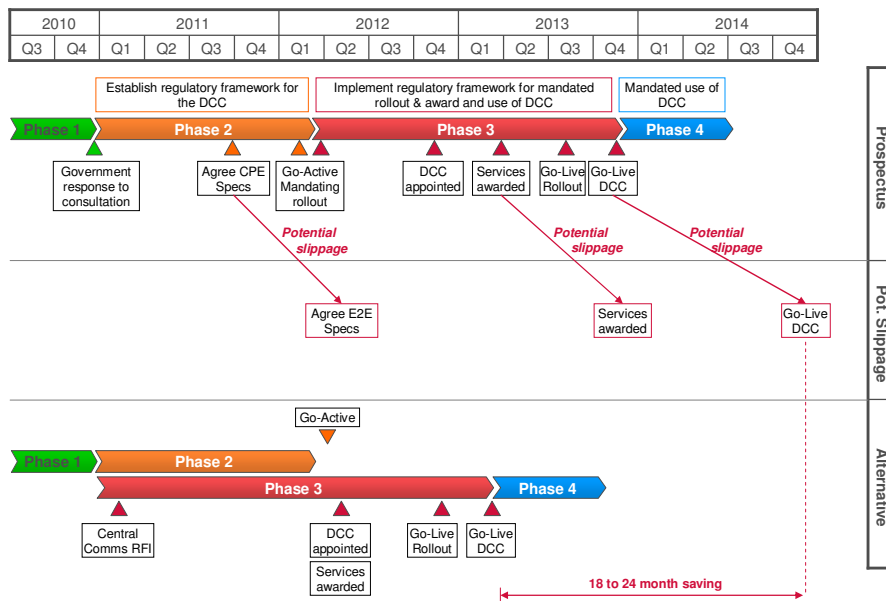 2010 2011 2012 2013 2014
Q3 Q4 Q1 Q2 Q3 Q4 Q1 Q2 Q3 Q4 Q1 Q2 Q3 Q4 Q1 Q2 Q3 Q4
Establish regulatory framework for
the DCC
Implement regulatory framework for mandated
rollout & award and use of DCC
Mandated use of
DCC
Phase 1 Phase 2 Phase 3 Phase 4
Government
response to
consultation
Agree CPE
Specs
Go-Active
Mandating
rollout
DCC
appointed
Services
awarded
Go-Live
Rollout
Go-Live
DCC
Prospectus
Potential
slippage
Potential
slippage
Potential
slippage
Agree E2E
Specs
Services
awarded
Go-Live
DCC
Pot. Slippage
Go-Active
Phase 1 Phase 2
Phase 3 Phase 4
Central
Comms RFI
DCC
appointed
Services
awarded
Go-Live
Rollout
Go-Live
DCC
Alternative
18 to 24 month saving